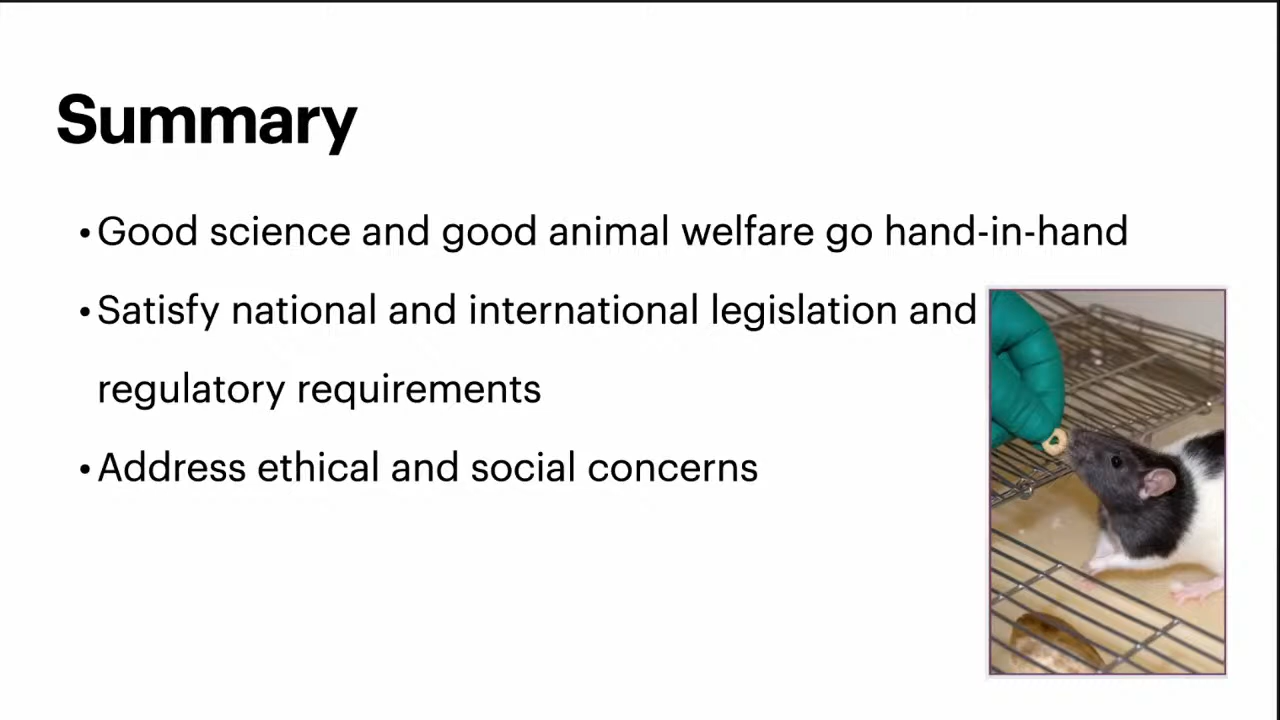 Summary
• Good science and good animal welfare go hand-in-hand
• Satisfy national and international legislation and
regulatory requirements
• Address ethical and social concerns